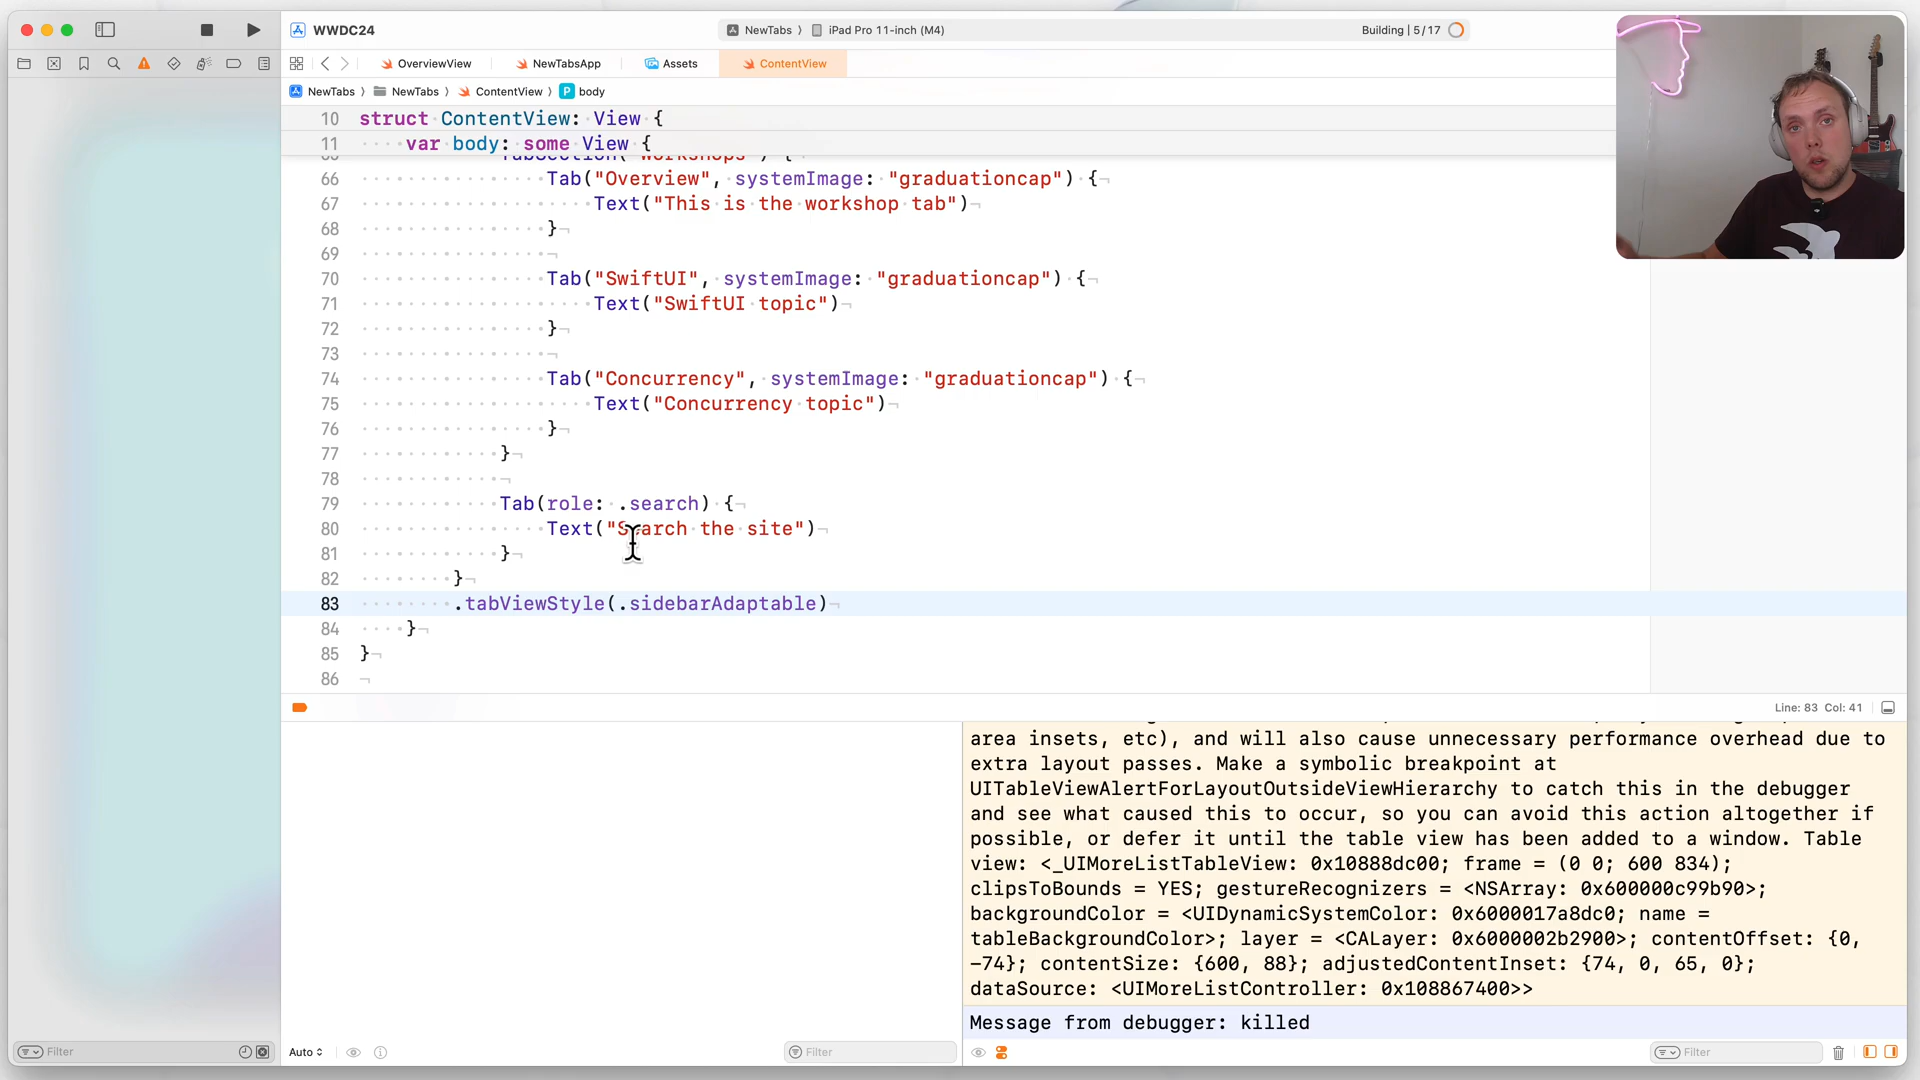 WWDC24
NewTabs 〉 iPad Pro 11-inch (M4)
Building | 5/17
OverviewView
NewTabsApp
Assets
ContentView
NewTabs 〉 NewTabs 〉 ContentView 〉 P body
10 struct ContentView: View {
11 var body: some View {
TabSection("Workshops") {
66 Tab("Overview", systemImage: "graduationcap") {
67 Text("This is the workshop tab")
68 }
69
70 Tab("SwiftUI", systemImage: "graduationcap") {
71 Text("SwiftUI topic")
72 }
73
74 Tab("Concurrency", systemImage: "graduationcap") {
75 Text("Concurrency topic")
76 }
77 }
78
79 Tab(role: .search) {
80 Text("Search the site")
81 }
82 }
83 .tabViewStyle(.sidebarAdaptable)
84 }
85 }
86
Line: 83 Col: 41
area insets, etc), and will also cause unnecessary performance overhead due to
extra layout passes. Make a symbolic breakpoint at
UITableViewAlertForLayoutOutsideViewHierarchy to catch this in the debugger
and see what caused this to occur, so you can avoid this action altogether if
possible, or defer it until the table view has been added to a window. Table
view: <_UIMoreListTableView: 0x10888dc00; frame = (0 0; 600 834);
clipsToBounds = YES; gestureRecognizers = <NSArray: 0x600000c99b90>;
backgroundColor = <UIDynamicSystemColor: 0x6000017a8dc0; name =
tableBackgroundColor>; layer = <CALayer: 0x6000002b2900>; contentOffset: {0,
-74}; contentSize: {600, 88}; adjustedContentInset: {74, 0, 65, 0};
dataSource: <UIMoreListController: 0x108867400>>
Message from debugger: killed
Filter
Auto
Filter
Filter